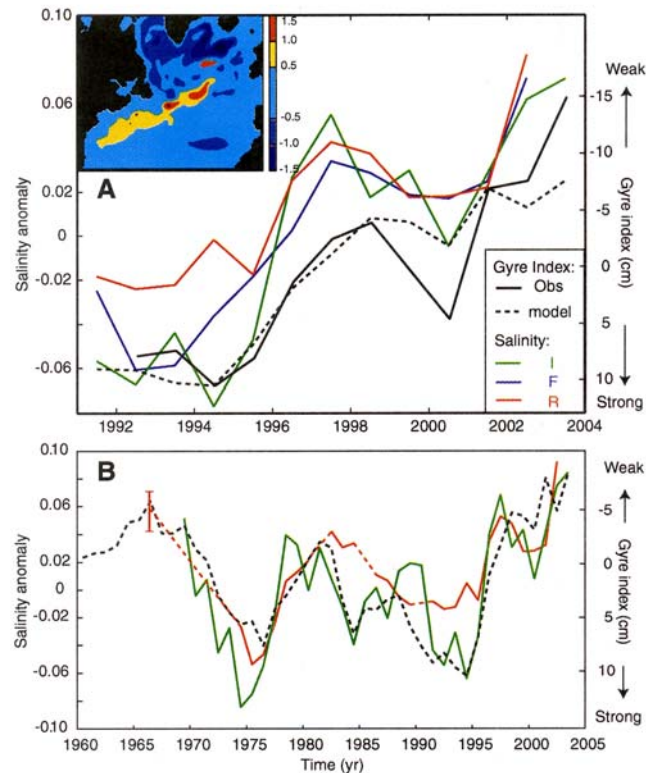 0.10
0.06
0.02
0
-0.02
-0.06
Salinity anomaly
1.5
1.0
0.5
-0.5
-1.0
-1.5
A
Weak
-15
-10
-5
0
5
10
Strong
Gyre index (cm)
Gyre Index:
Obs
model
Salinity:
I
F
R
1992 1994 1996 1998 2000 2002 2004
B
0.10
0.06
0.02
0
-0.02
-0.06
-0.10
Salinity anomaly
Weak
-5
0
5
10
Strong
Gyre index (cm)
1960 1965 1970 1975 1980 1985 1990 1995 2000 2005
Time (yr)